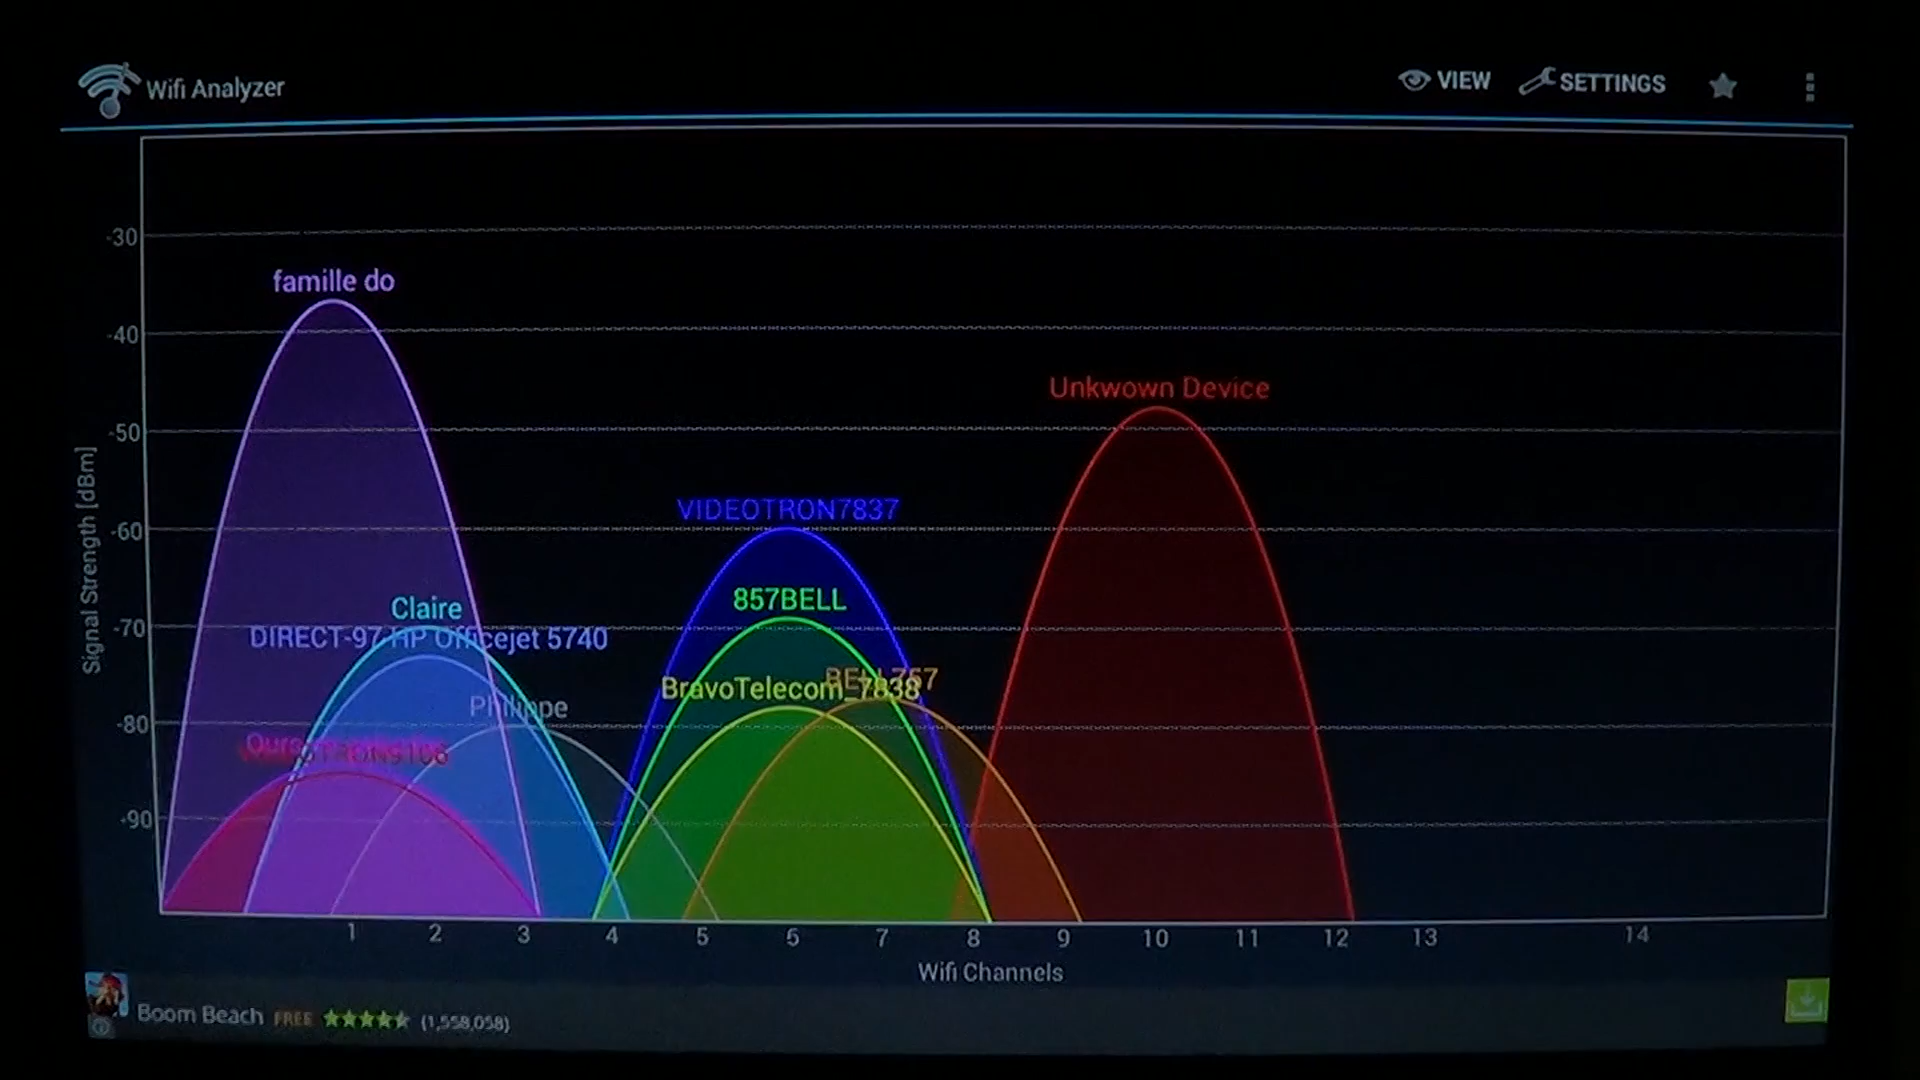 Wifi Analyzer
VIEW
SETTINGS
Signal Strength [dBm]
-30
-40
-50
-60
-70
-80
-90
famille do
Unkwown Device
VIDEOTRON7837
857BELL
Claire
DIRECT-97-HP Officejet 5740
BELL757
BravoTelecom_7838
Philippe
1 2 3 4 5 6 7 8 9 10 11 12 13 14
Wifi Channels
Boom Beach FREE (1,558,058)